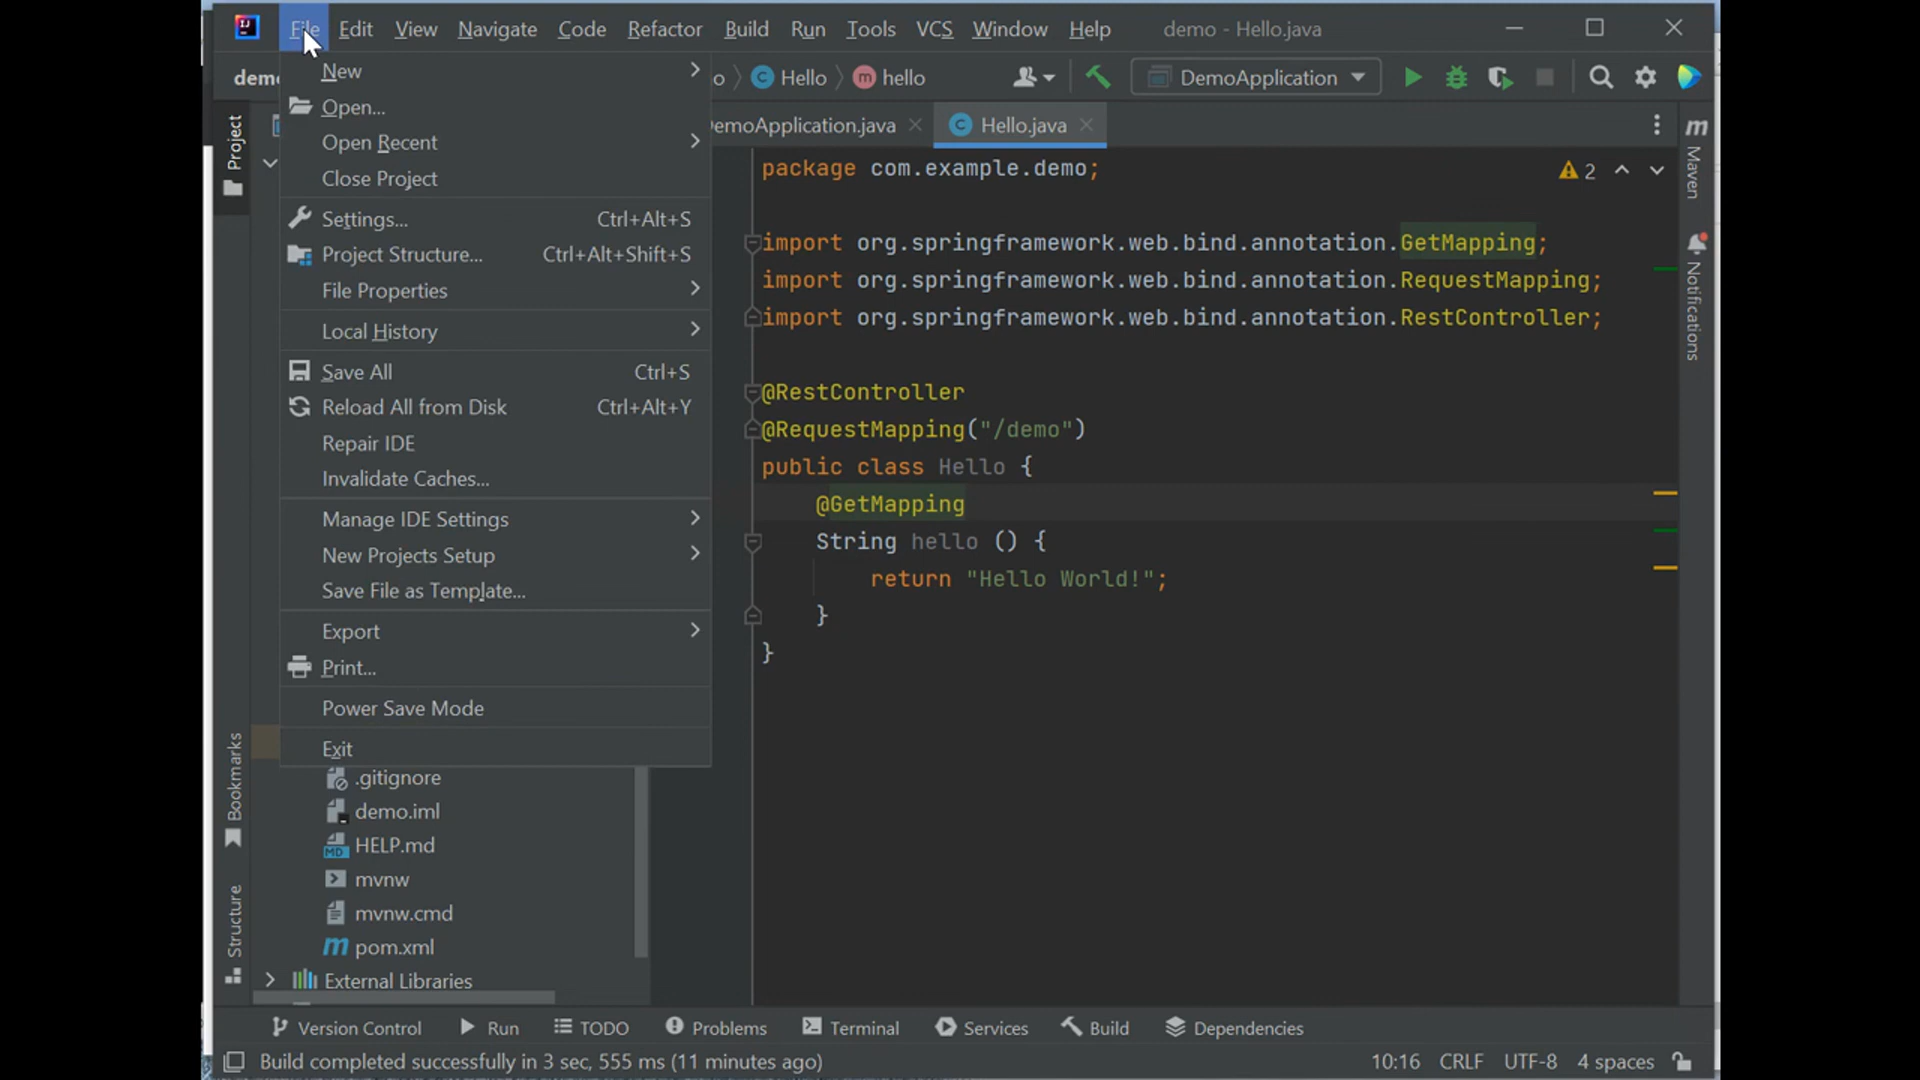 File Edit View Navigate Code Refactor Build Run Tools VCS Window Help demo - Hello.java
dem o Hello hello DemoApplication
New
Open...
Open Recent
Close Project
Settings... Ctrl+Alt+S
Project Structure... Ctrl+Alt+Shift+S
File Properties
Local History
Save All Ctrl+S
Reload All from Disk Ctrl+Alt+Y
Repair IDE
Invalidate Caches...
Manage IDE Settings
New Projects Setup
Save File as Template...
Export
Print...
Power Save Mode
Exit
.gitignore
demo.iml
HELP.md
mvnw
mvnw.cmd
pom.xml
External Libraries
Project
Bookmarks
Structure
emoApplication.java Hello.java
package com.example.demo;
2
import org.springframework.web.bind.annotation.GetMapping;
import org.springframework.web.bind.annotation.RequestMapping;
import org.springframework.web.bind.annotation.RestController;
@RestController
@RequestMapping("/demo")
public class Hello {
@GetMapping
String hello () {
return "Hello World!";
}
}
Maven
Notifications
Version Control Run TODO Problems Terminal Services Build Dependencies
Build completed successfully in 3 sec, 555 ms (11 minutes ago) 10:16 CRLF UTF-8 4 spaces